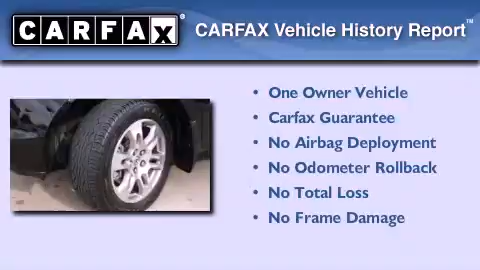 CARFAX®
CARFAX Vehicle History Report™
• One Owner Vehicle
• Carfax Guarantee
• No Airbag Deployment
• No Odometer Rollback
• No Total Loss
• No Frame Damage